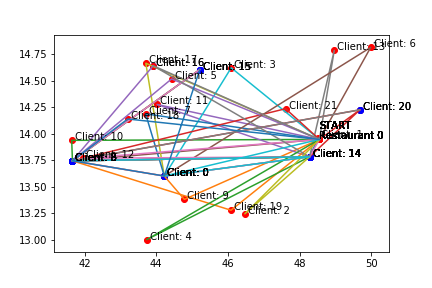 Client: 6
Client: 13
Client: 17
Client: 16
Client: 15
Client: 3
Client: 5
Client: 11
Client: 7
Client: 18
Client: 21
Client: 20
START
Restaurant 0
Client: 10
Client: 12
Client: 8
Client: 14
Client: 0
Client: 9
Client: 19
Client: 2
Client: 4
14.75
14.50
14.25
14.00
13.75
13.50
13.25
13.00
42
44
46
48
50